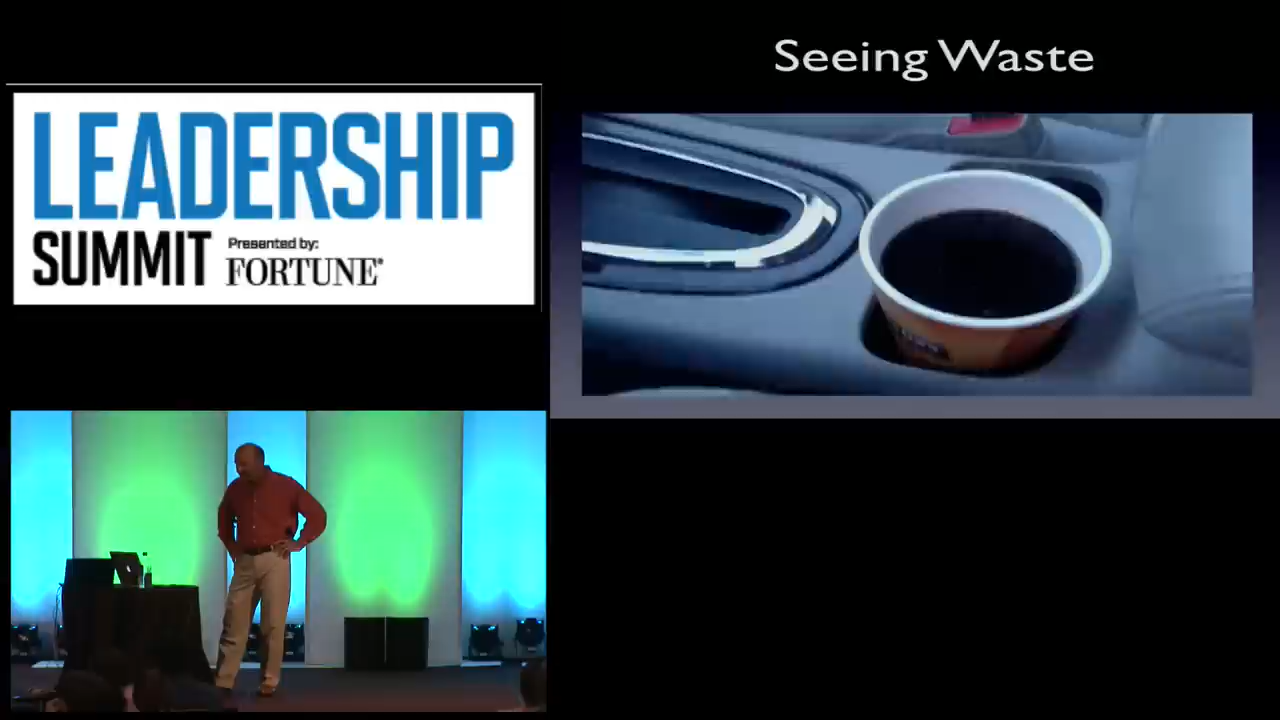 Seeing Waste
LEADERSHIP
SUMMIT
Presented by:
FORTUNE